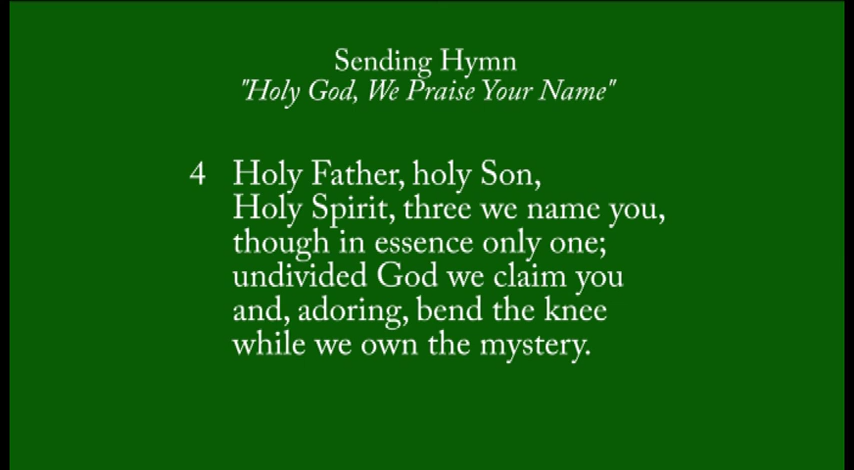 Sending Hymn
"Holy God, We Praise Your Name"
4 Holy Father, holy Son,
Holy Spirit, three we name you,
though in essence only one;
undivided God we claim you
and, adoring, bend the knee
while we own the mystery.